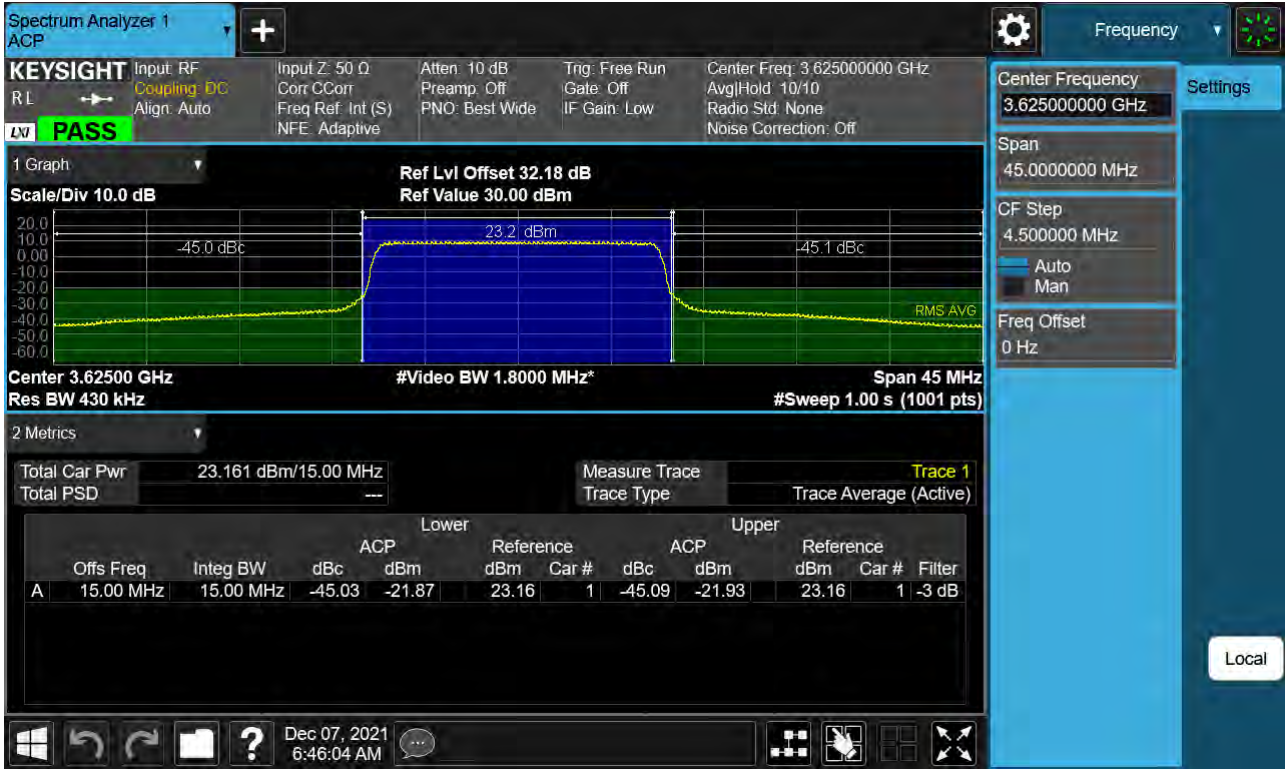 Spectrum Analyzer 1
ACP
+
Frequency
KEYSIGHT
RL
LXI PASS
Input: RF
Coupling: DC
Align: Auto
Input Z: 50 Ω
Corr CCorr
Freq Ref: Int (S)
NFE: Adaptive
Atten: 10 dB
Preamp: Off
PNO: Best Wide
Trig: Free Run
Gate: Off
IF Gain: Low
Center Freq: 3.625000000 GHz
Avg|Hold: 10/10
Radio Std: None
Noise Correction: Off
Center Frequency
3.625000000 GHz
Settings
Span
45.0000000 MHz
CF Step
4.500000 MHz
Auto
Man
Freq Offset
0 Hz
1 Graph
Scale/Div 10.0 dB
Ref Lvl Offset 32.18 dB
Ref Value 30.00 dBm
20.0
10.0
0.00
-10.0
-20.0
-30.0
-40.0
-50.0
-60.0
-45.0 dBc
23.2 dBm
-45.1 dBc
RMS AVG
Center 3.62500 GHz
#Video BW 1.8000 MHz*
Span 45 MHz
Res BW 430 kHz
#Sweep 1.00 s (1001 pts)
2 Metrics
Total Car Pwr 23.161 dBm/15.00 MHz
Total PSD ---
Measure Trace Trace 1
Trace Type Trace Average (Active)
Lower Upper
ACP Reference ACP Reference
Offs Freq Integ BW dBc dBm dBm Car # dBc dBm dBm Car # Filter
A 15.00 MHz 15.00 MHz -45.03 -21.87 23.16 1 -45.09 -21.93 23.16 1 -3 dB
Local
?
Dec 07, 2021
6:46:04 AM